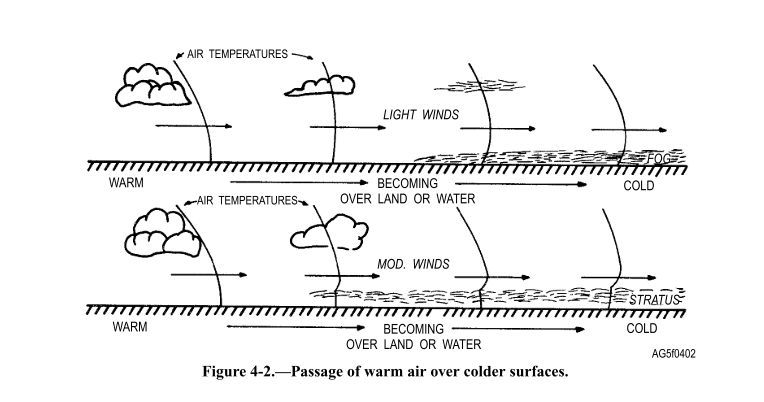 AIR TEMPERATURES
LIGHT WINDS
FOG
WARM
BECOMING
COLD
OVER LAND OR WATER
AIR TEMPERATURES
MOD. WINDS
STRATUS
WARM
BECOMING
COLD
OVER LAND OR WATER
AG5f0402
Figure 4-2.—Passage of warm air over colder surfaces.